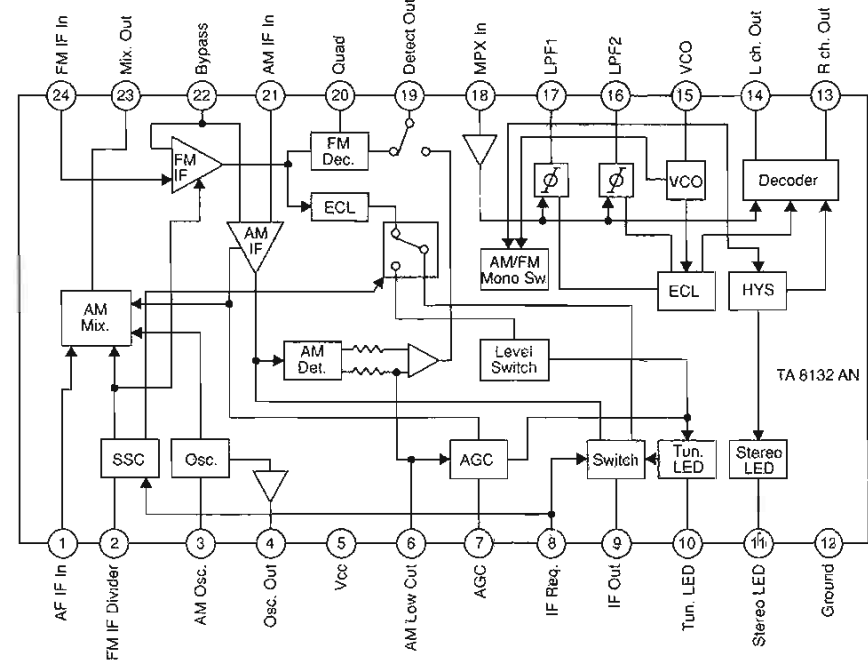 FM IF In
Mix. Out
Bypass
AM IF In
Quad
Detect Out
MPX In
LPF1
LPF2
VCO
L ch. Out
R ch. Out
24
23
22
21
20
19
18
17
16
15
14
13
FM
IF
FM
Dec.
ϕ
ϕ
VCO
Decoder
ECL
AM
IF
AM/FM
Mono Sw.
ECL
HYS
AM
Mix.
AM
Det.
Level
Switch
TA 8132 AN
SSC
Osc.
AGC
Switch
Tun.
LED
Stereo
LED
1
2
3
4
5
6
7
8
9
10
11
12
AF IF In
FM IF Divider
AM Osc.
Osc. Out
Vcc
AM Low Cut
AGC
IF Req.
IF Out
Tun. LED
Stereo LED
Ground